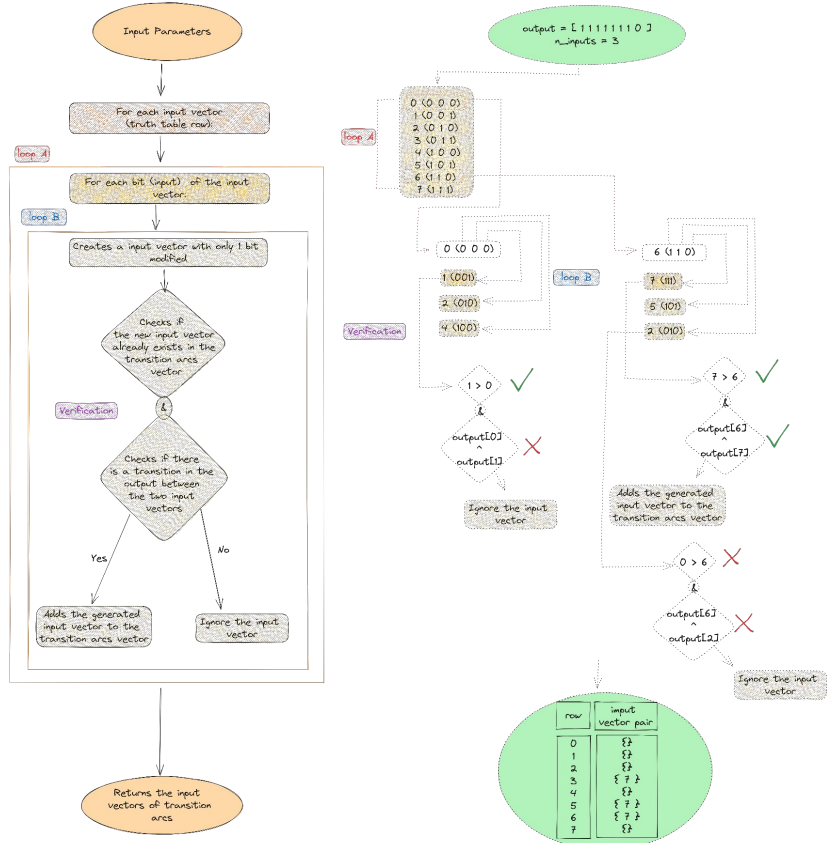 Input Parameters
For each input vector
(truth table row).
loop A
For each bit (input) of the input
vector.
loop B
Creates a input vector with only 1 bit
modified
Checks if
the new input vector
already exists in the
transition arcs
vector
Verification
&
Checks if there
is a transition in the
output between
the two input
vectors
Yes
No
Adds the generated
input vector to the
transition arcs vector
Ignore the input
vector
Returns the input
vectors of transition
arcs
output = [ 1 1 1 1 1 1 1 0 ]
n_inputs = 3
loop A
0 (0 0 0)
1 (0 0 1)
2 (0 1 0)
3 (0 1 1)
4 (1 0 0)
5 (1 0 1)
6 (1 1 0)
7 (1 1 1)
0 (0 0 0)
1 (001)
2 (010)
4 (100)
loop B
Verification
6 (1 1 0)
7 (111)
5 (101)
2 (010)
1 > 0
&
output[0]
^
output[1]
Ignore the input
vector
7 > 6
&
output[6]
^
output[7]
Adds the generated
input vector to the
transition arcs vector
0 > 6
&
output[6]
^
output[2]
Ignore the input
vector
row
imput
vector pair
0 {}
1 {}
2 {}
3 { 7 }
4 {}
5 { 7 }
6 { 7 }
7 {}